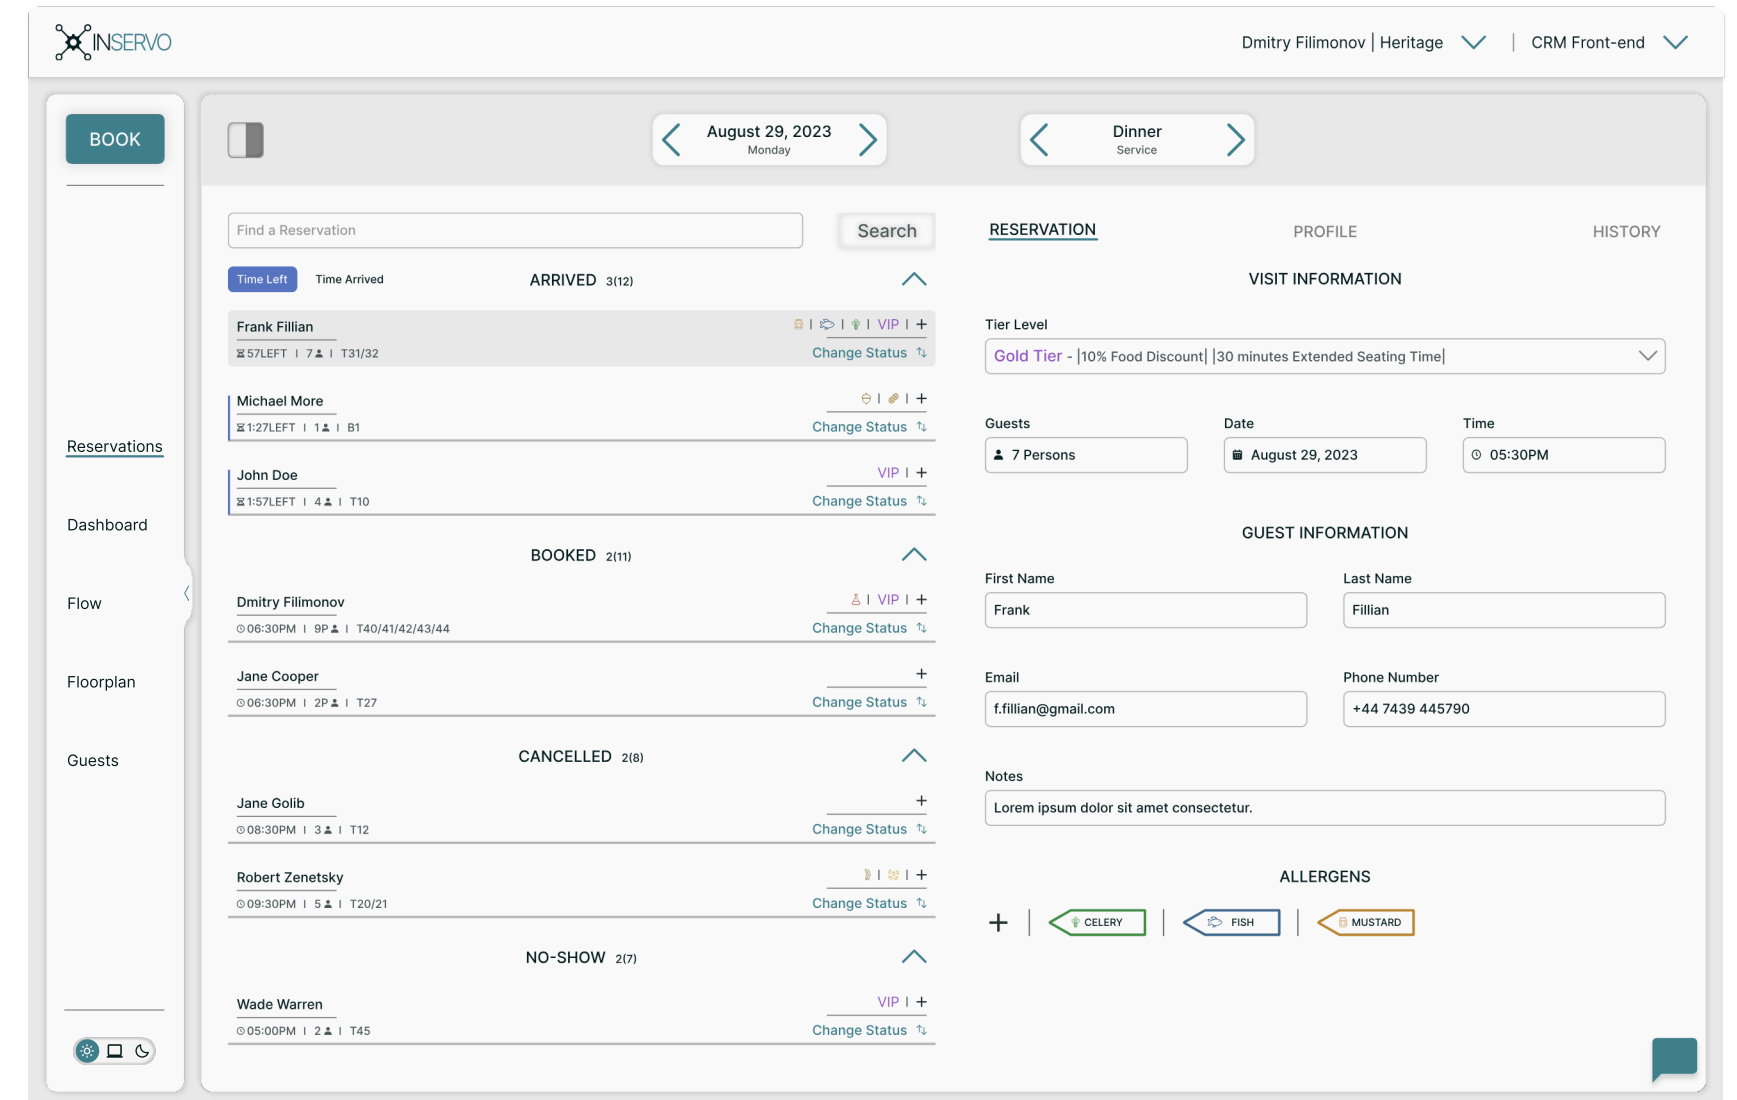 INSERVO
Dmitry Filimonov | Heritage
| CRM Front-end
BOOK
Reservations
Dashboard
Flow
Floorplan
Guests
August 29, 2023
Monday
Dinner
Service
Find a Reservation
Search
Time Left
Time Arrived
ARRIVED 3(12)
Frank Fillian
| | | VIP | +
57LEFT | 7 | T31/32
Change Status
Michael More
| | +
1:27LEFT | 1 | B1
Change Status
John Doe
VIP | +
1:57LEFT | 4 | T10
Change Status
BOOKED 2(11)
Dmitry Filimonov
| VIP | +
06:30PM | 9P | T40/41/42/43/44
Change Status
Jane Cooper
+
06:30PM | 2P | T27
Change Status
CANCELLED 2(8)
Jane Golib
+
08:30PM | 3 | T12
Change Status
Robert Zenetsky
| | +
09:30PM | 5 | T20/21
Change Status
NO-SHOW 2(7)
Wade Warren
VIP | +
05:00PM | 2 | T45
Change Status
RESERVATION
PROFILE
HISTORY
VISIT INFORMATION
Tier Level
Gold Tier - |10% Food Discount| |30 minutes Extended Seating Time|
Guests
Date
Time
7 Persons
August 29, 2023
05:30PM
GUEST INFORMATION
First Name
Last Name
Frank
Fillian
Email
Phone Number
f.fillian@gmail.com
+44 7439 445790
Notes
Lorem ipsum dolor sit amet consectetur.
ALLERGENS
+ | CELERY | FISH | MUSTARD